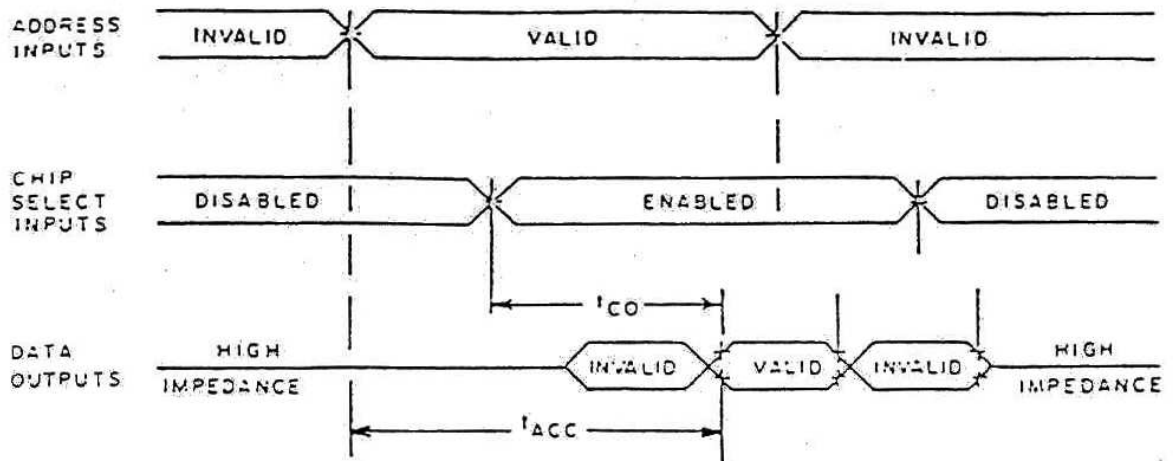 ADDRESS
INPUTS
INVALID
VALID
INVALID
CHIP
SELECT
INPUTS
DISABLED
ENABLED
DISABLED
tCO
DATA
OUTPUTS
HIGH
IMPEDANCE
INVALID
VALID
INVALID
HIGH
IMPEDANCE
tACC